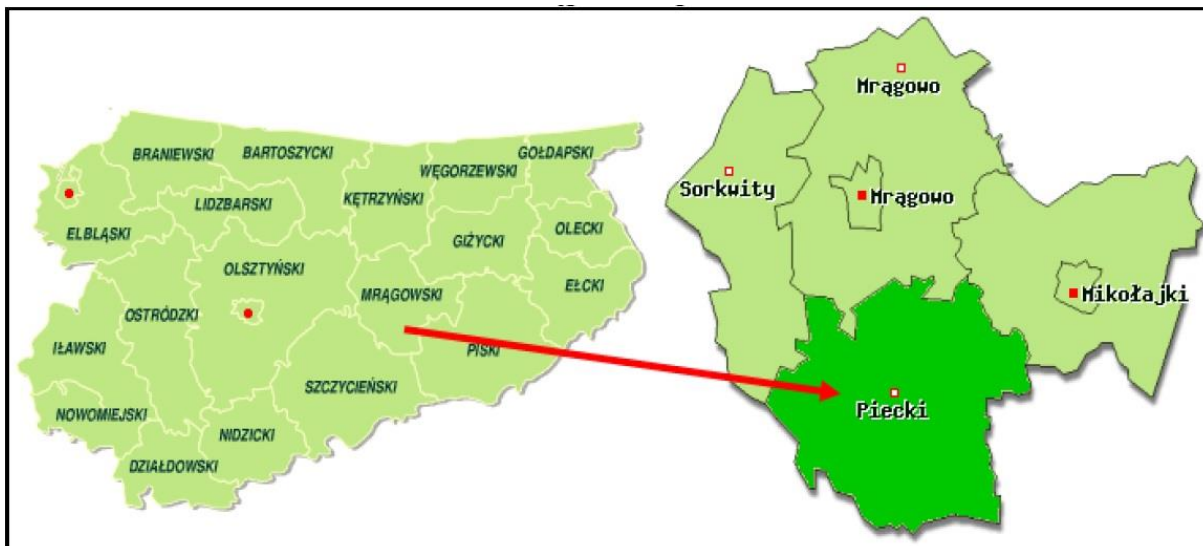 BRANIEWSKI
BARTOSZYCKI
GOŁDAPSKI
WĘGORZEWSKI
KĘTRZYŃSKI
LIDZBARSKI
ELBLĄSKI
GIŻYCKI
OLECKI
OLSZTYŃSKI
EŁCKI
MRĄGOWSKI
OSTRÓDZKI
IŁAWSKI
PISKI
SZCZYCIEŃSKI
NOWOMIEJSKI
NIDZICKI
DZIAŁDOWSKI
Mrągowo
Sorkwity
Mrągowo
Mikołajki
Piecki